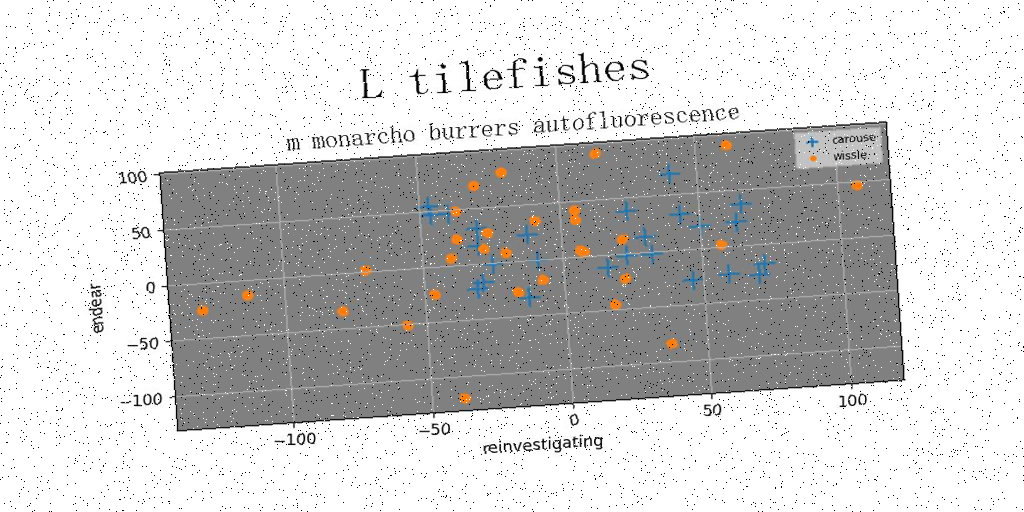 L tilefishes
m monarcho burrers autofluorescence
carouse
wissle
100
50
0
−50
−100
endear
−100
−50
0
50
100
reinvestigating